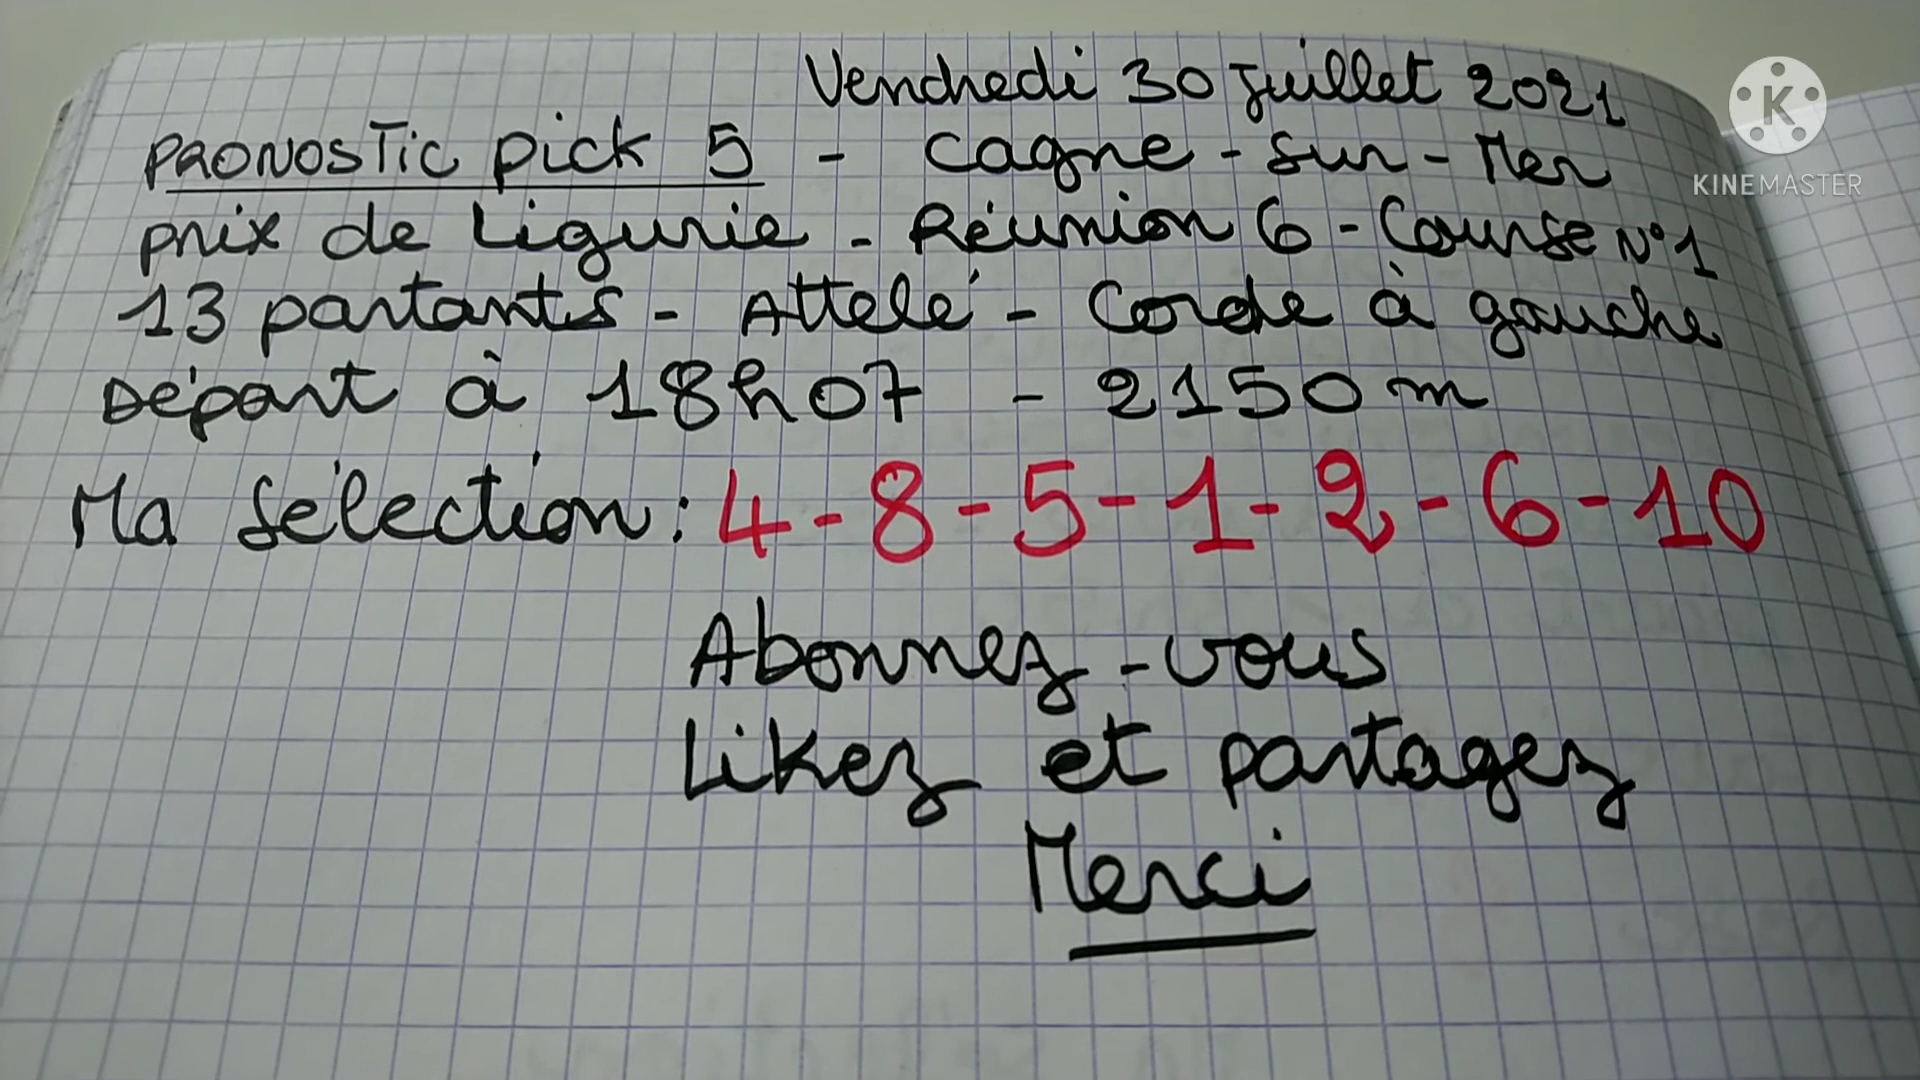 Vendredi 30 Juillet 2021
PRONOSTIC PICK 5 - Cagne-sur-Mer
prix de Ligurie - Réunion 6 - Course N°1
13 partants - Attelé - Corde à gauche
Départ à 18h07 - 2150m
Ma sélection : 4-8-5-1-2-6-10
Abonnez-vous
Likez et partagez
Merci
K
KINEMASTER